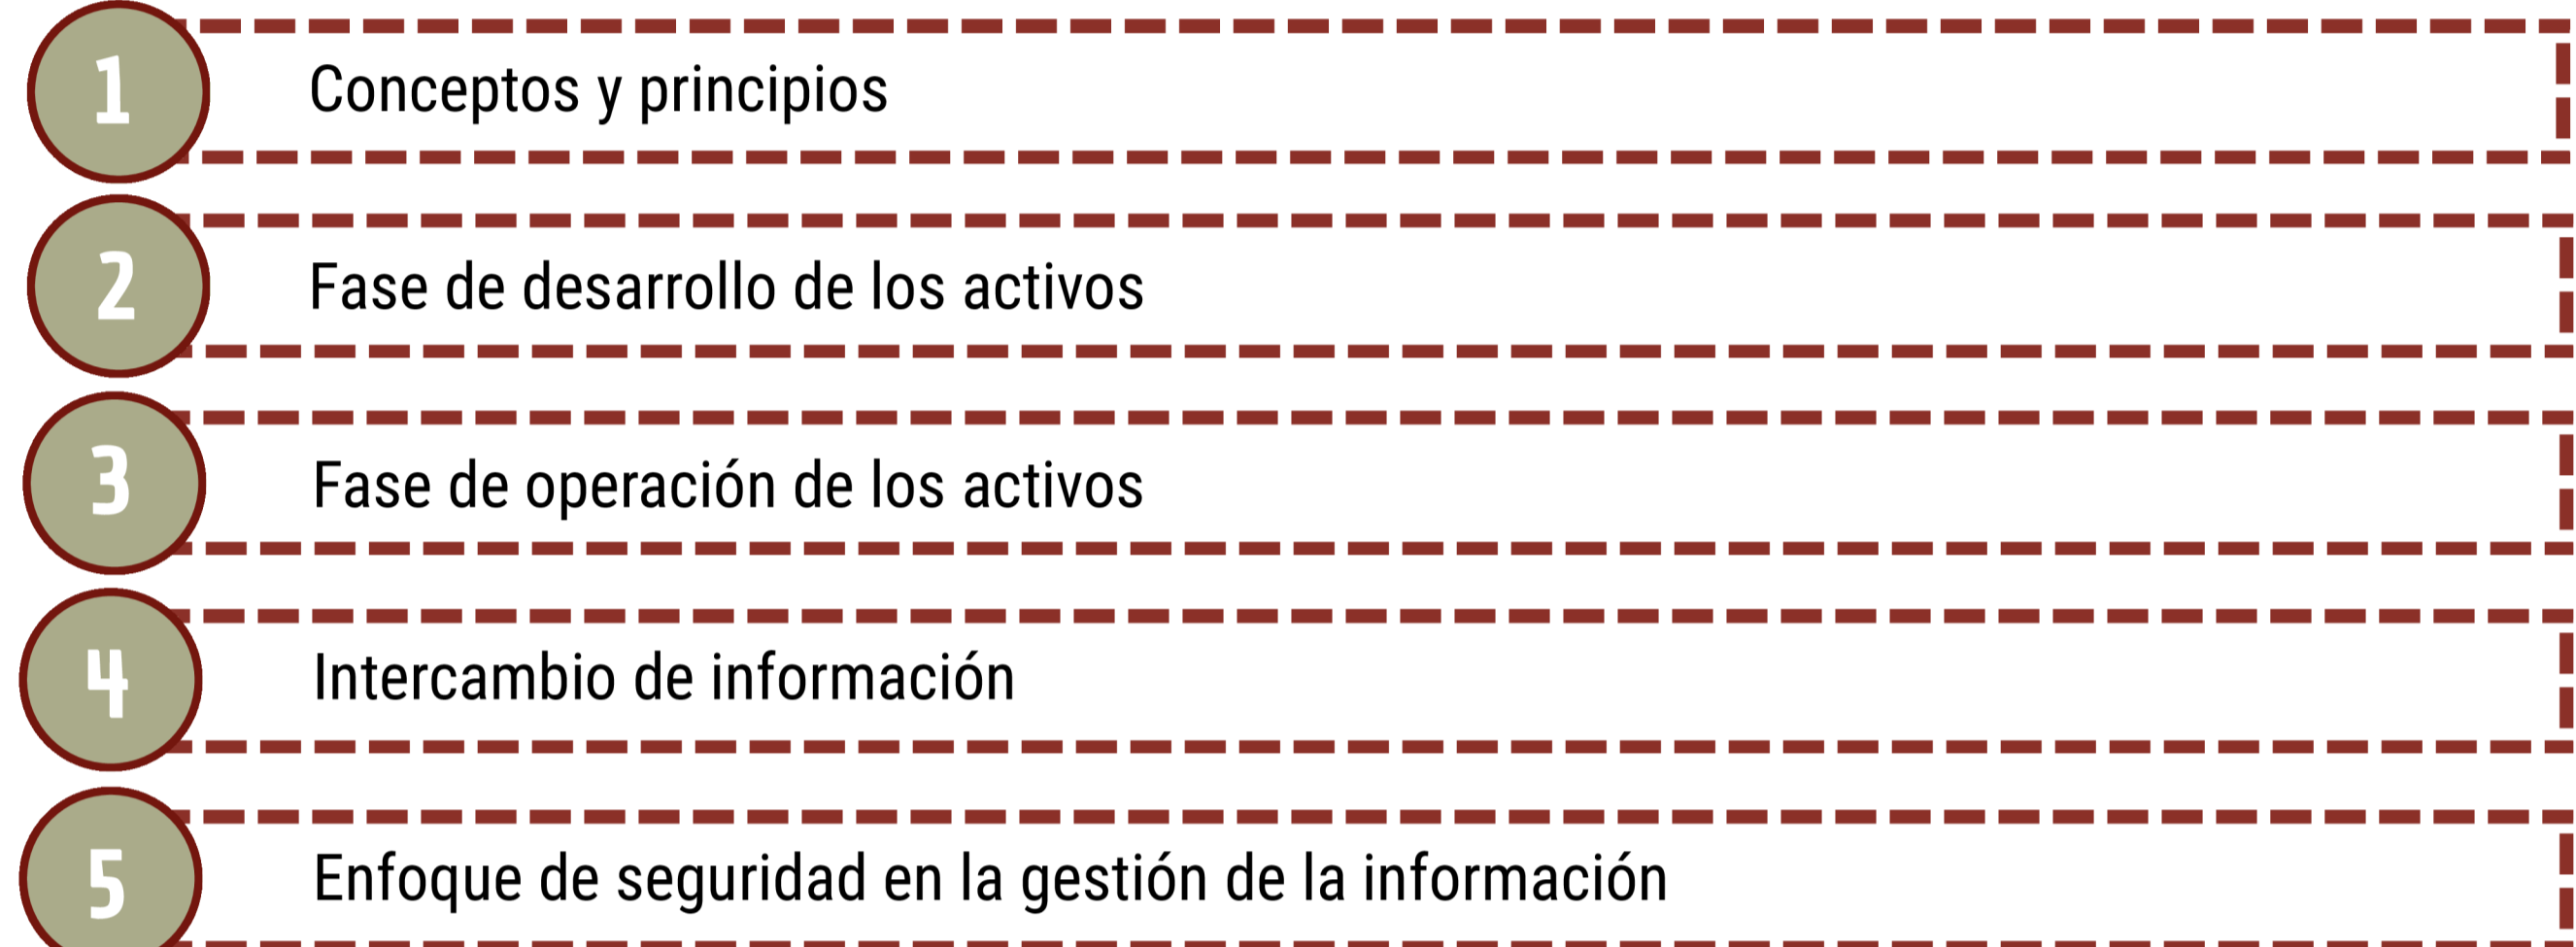 1 Conceptos y principios
2 Fase de desarrollo de los activos
3 Fase de operación de los activos
4 Intercambio de información
5 Enfoque de seguridad en la gestión de la información